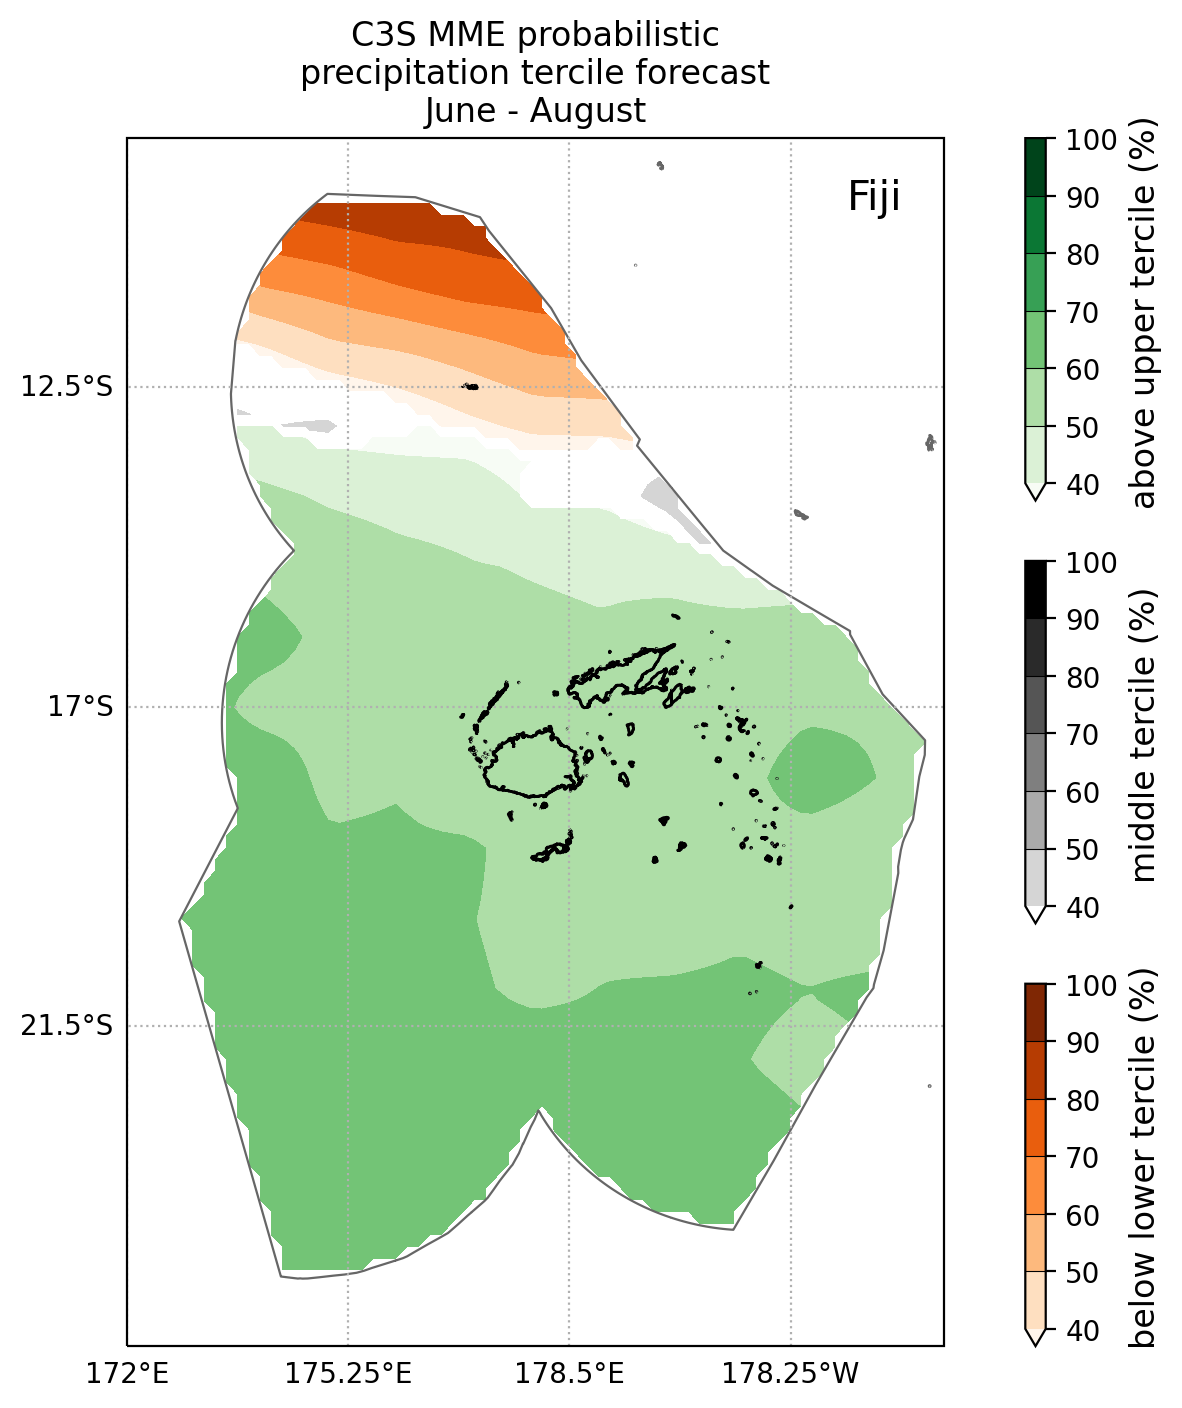 C3S MME probabilistic
precipitation tercile forecast
June - August
Fiji
12.5°S
17°S
21.5°S
172°E
175.25°E
178.5°E
178.25°W
100
90
80
70
60
50
40
above upper tercile (%)
100
90
80
70
60
50
40
middle tercile (%)
100
90
80
70
60
50
40
below lower tercile (%)